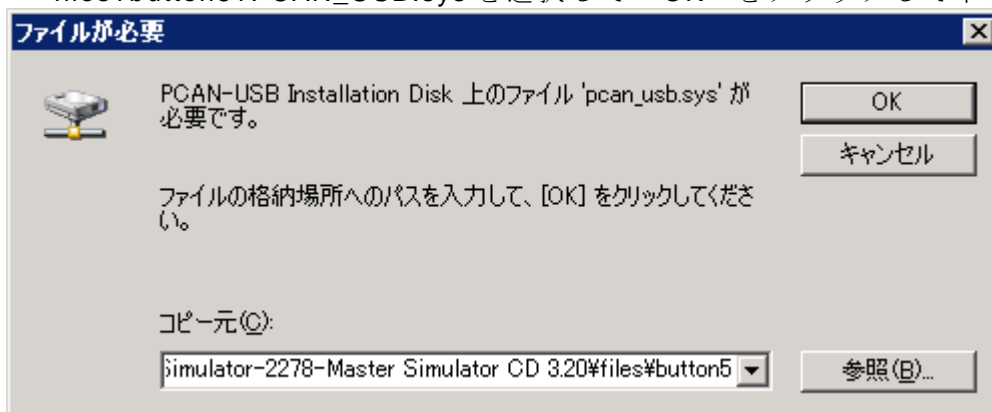 ファイルが必要
PCAN-USB Installation Disk 上のファイル 'pcan_usb.sys' が
必要です。
OK
キャンセル
ファイルの格納場所へのパスを入力して、[OK] をクリックしてくださ
い。
コピー元(C):
Simulator-2278-Master Simulator CD 3.20¥files¥button5
参照(B)...